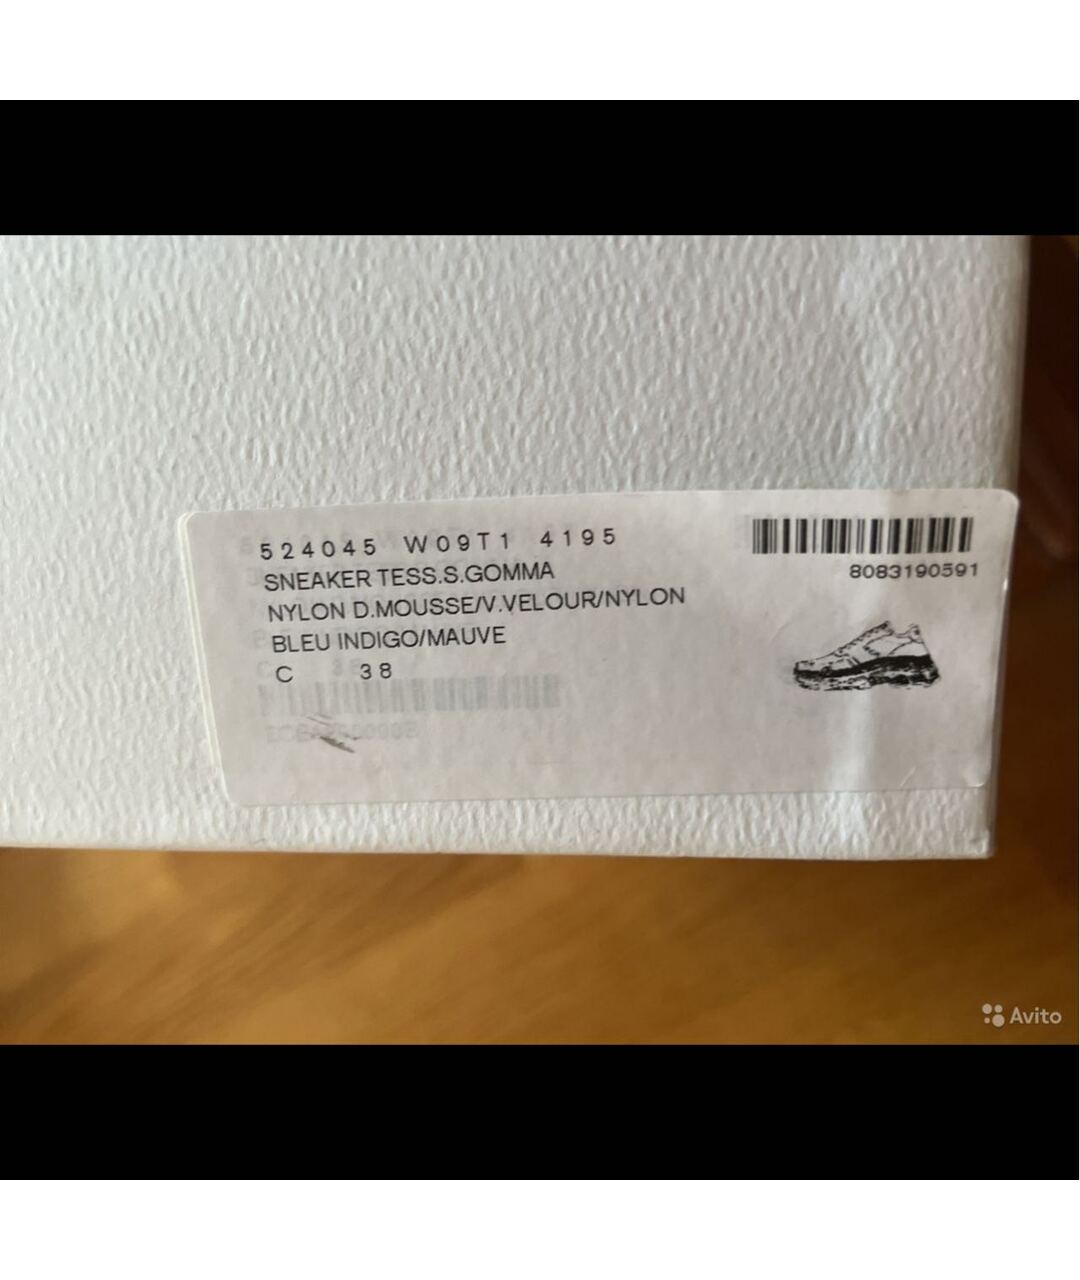 524045 W09T1 4195
SNEAKER TESS.S.GOMMA
NYLON D.MOUSSE/V.VELOUR/NYLON
BLEU INDIGO/MAUVE
C 38
8083190591
Avito